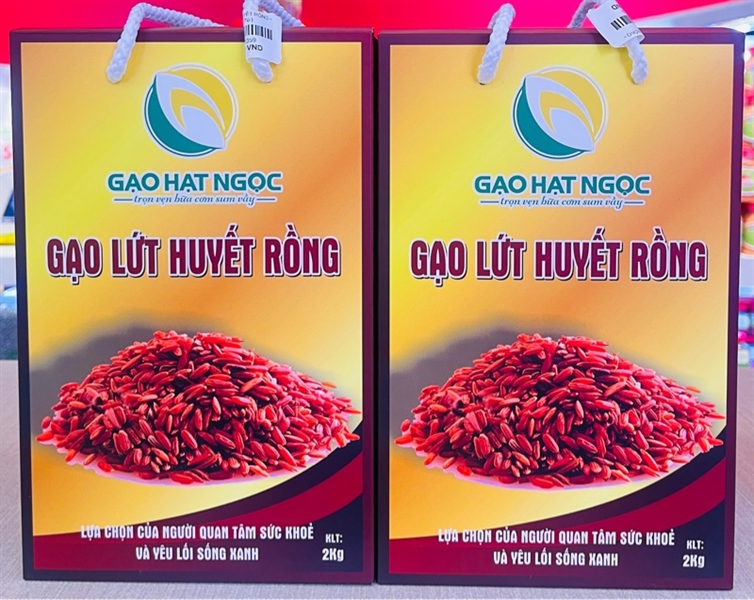 VND
GẠO HẠT NGỌC
trọn vẹn bữa cơm sum vầy
GẠO LỨT HUYẾT RỒNG
LỰA CHỌN CỦA NGƯỜI QUAN TÂM SỨC KHOẺ
VÀ YÊU LỐI SỐNG XANH
KLT:
2Kg
GẠO HẠT NGỌC
trọn vẹn bữa cơm sum vầy
GẠO LỨT HUYẾT RỒNG
LỰA CHỌN CỦA NGƯỜI QUAN TÂM SỨC KHOẺ
VÀ YÊU LỐI SỐNG XANH
KLT:
2Kg